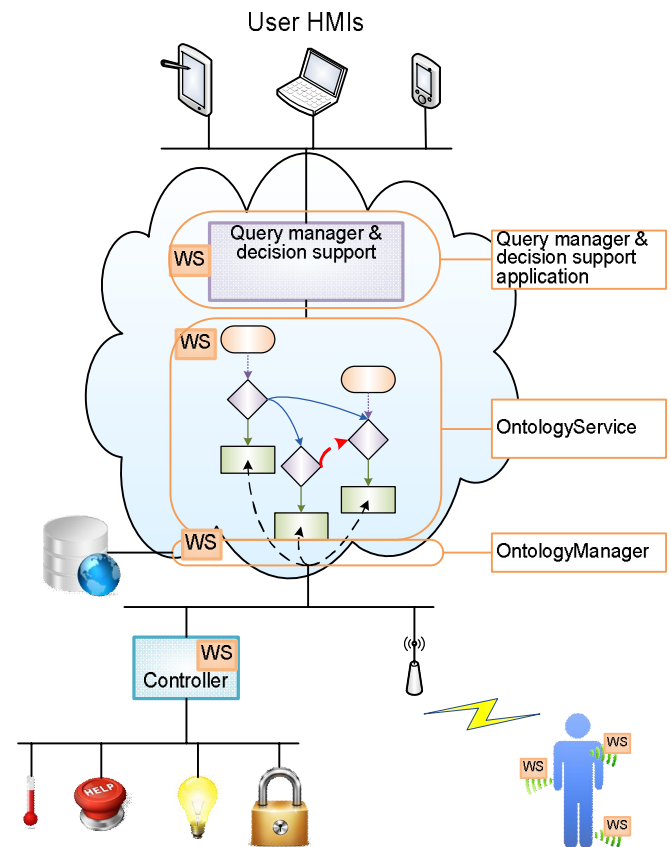 User HMIs
Query manager &
decision support
WS
Query manager &
decision support
application
WS
OntologyService
WS
OntologyManager
WS
Controller
HELP
WS
WS
WS